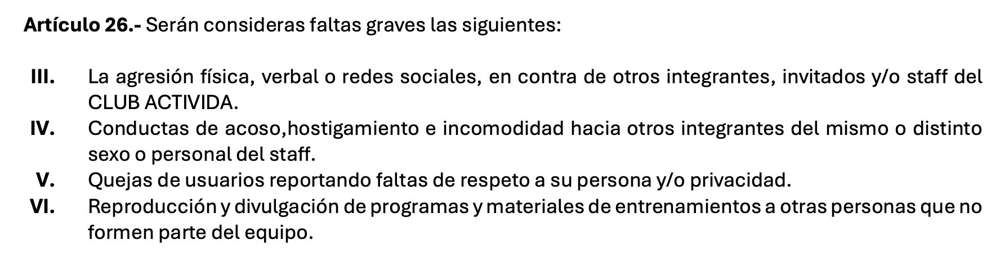 Artículo 26.- Serán consideras faltas graves las siguientes:
III. La agresión física, verbal o redes sociales, en contra de otros integrantes, invitados y/o staff del
CLUB ACTIVIDA.
IV. Conductas de acoso,hostigamiento e incomodidad hacia otros integrantes del mismo o distinto
sexo o personal del staff.
V. Quejas de usuarios reportando faltas de respeto a su persona y/o privacidad.
VI. Reproducción y divulgación de programas y materiales de entrenamientos a otras personas que no
formen parte del equipo.